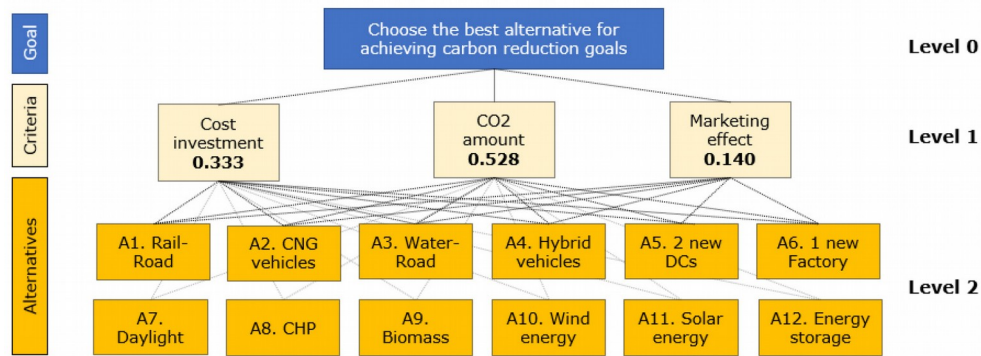 Goal
Choose the best alternative for
achieving carbon reduction goals
Level 0
Criteria
Cost
investment
0.333
CO2
amount
0.528
Marketing
effect
0.140
Level 1
Alternatives
A1. Rail-
Road
A2. CNG
vehicles
A3. Water-
Road
A4. Hybrid
vehicles
A5. 2 new
DCs
A6. 1 new
Factory
Level 2
A7.
Daylight
A8. CHP
A9.
Biomass
A10. Wind
energy
A11. Solar
energy
A12. Energy
storage